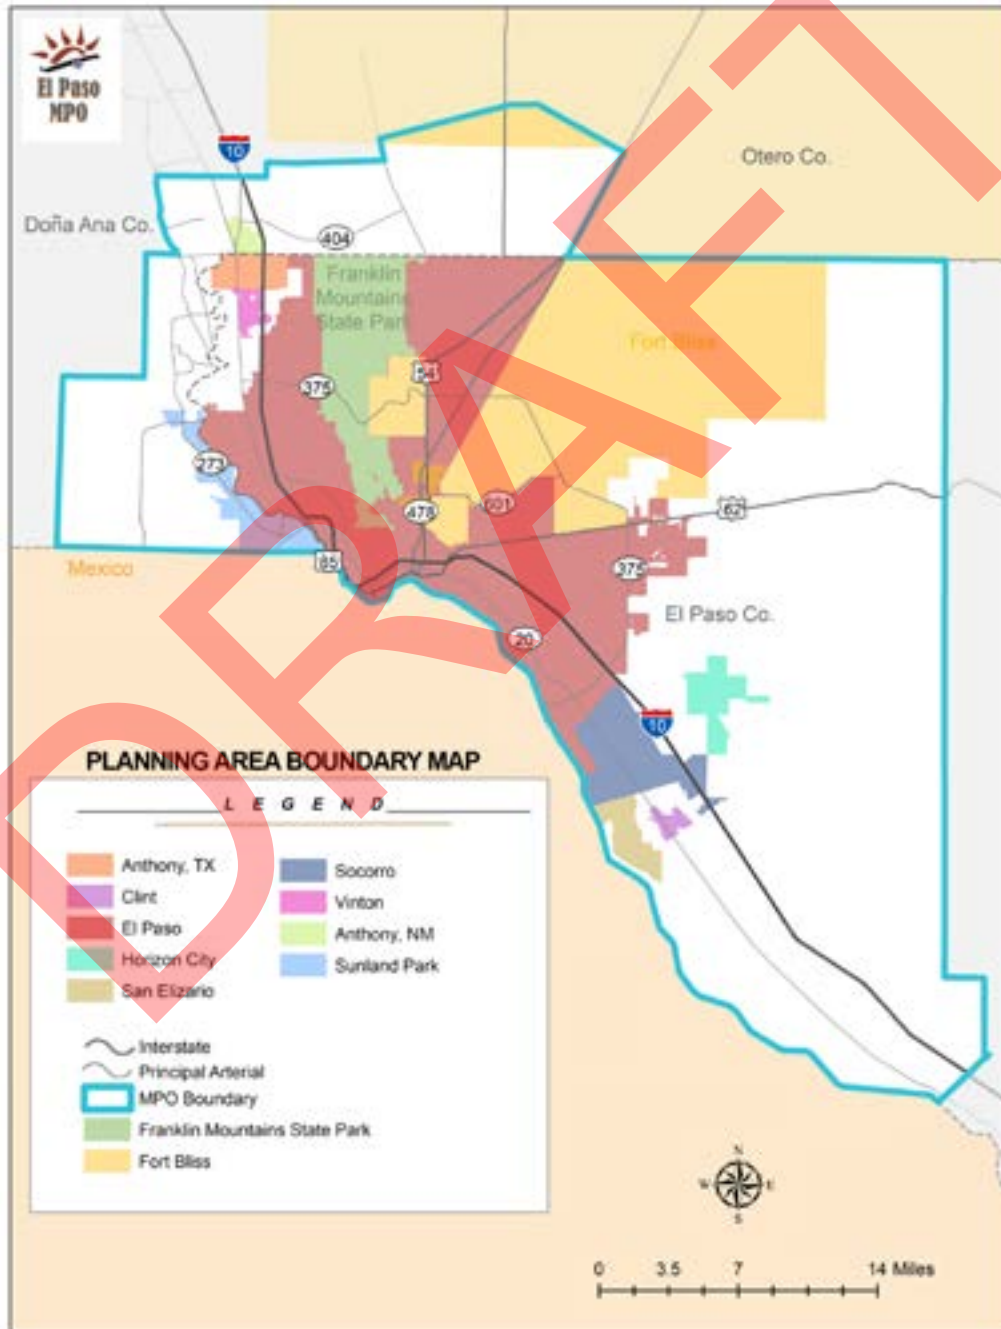 El Paso
MPO
10
Otero Co.
Doña Ana Co.
404
Franklin
Mountains
State Park
Fort Bliss
54
375
273
478
601
62
85
Mexico
375
El Paso Co.
20
10
PLANNING AREA BOUNDARY MAP
LEGEND
Anthony, TX
Clint
El Paso
Horizon City
San Elizario
Socorro
Vinton
Anthony, NM
Sunland Park
Interstate
Principal Arterial
MPO Boundary
Franklin Mountains State Park
Fort Bliss
N
W E
S
0 3.5 7 14 Miles
DRAFT